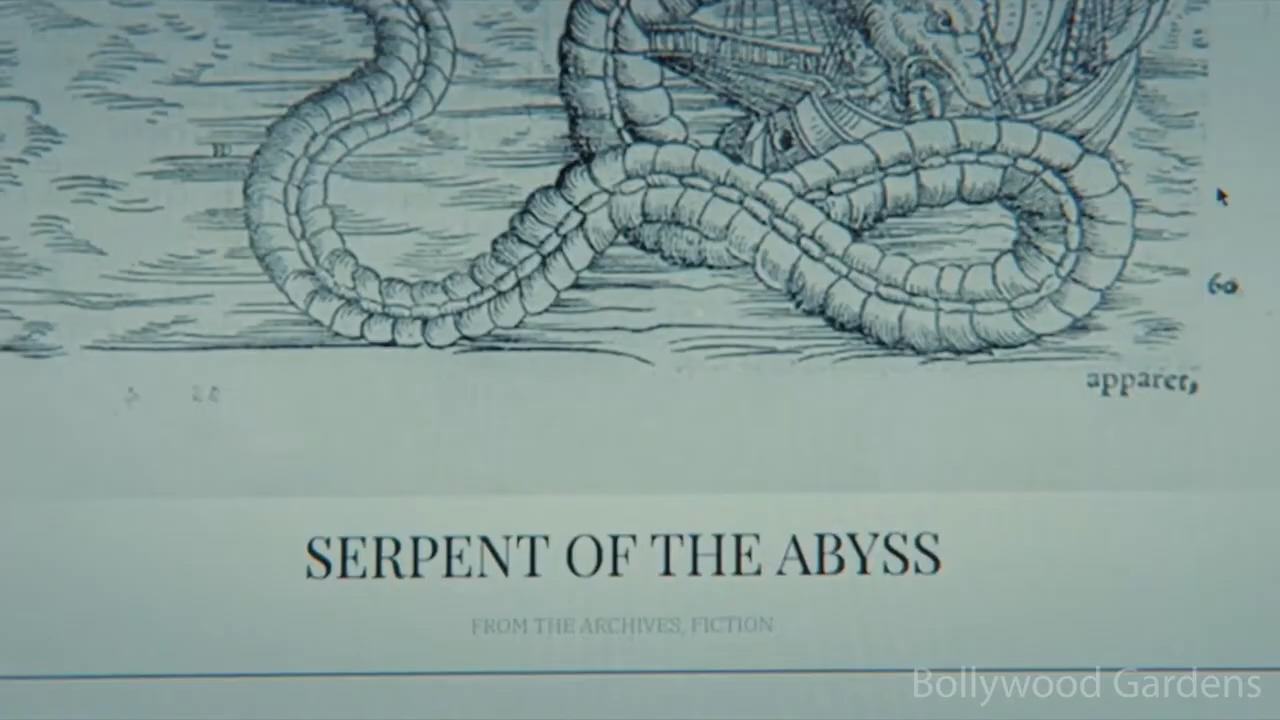 60
apparet,
SERPENT OF THE ABYSS
FROM THE ARCHIVES, FICTION
Bollywood Gardens